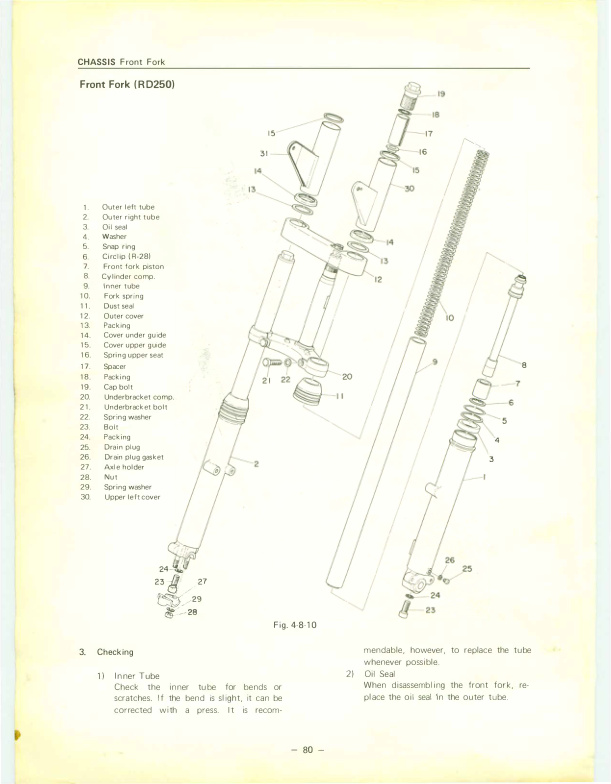 CHASSIS Front Fork
Front Fork (RD250)
1. Outer left tube
2. Outer right tube
3. Oil seal
4. Washer
5. Snap ring
6. Circlip (R-28)
7. Front fork piston
8. Cylinder comp.
9. Inner tube
10. Fork spring
11. Dust seal
12. Outer cover
13. Packing
14. Cover under guide
15. Cover upper guide
16. Spring upper seat
17. Spacer
18. Packing
19. Cap bolt
20. Underbracket comp.
21. Underbracket bolt
22. Spring washer
23. Bolt
24. Packing
25. Drain plug
26. Drain plug gasket
27. Axle holder
28. Nut
29. Spring washer
30. Upper left cover
19
18
17
16
15
30
15
31
14
13
14
13
12
10
9
8
7
6
5
4
3
1
21 22
20
11
2
24
23
27
29
28
26
25
24
23
Fig. 4-8-10
3. Checking
1) Inner Tube
Check the inner tube for bends or
scratches. If the bend is slight, it can be
corrected with a press. It is recom-
mendable, however, to replace the tube
whenever possible.
2) Oil Seal
When disassembling the front fork, re-
place the oil seal in the outer tube.
— 80 —